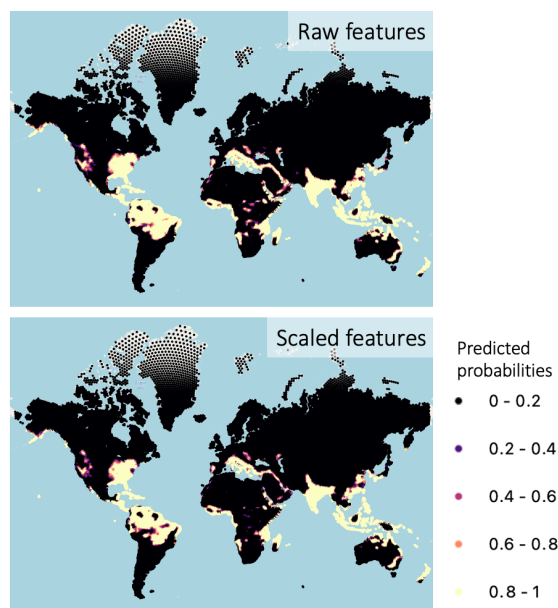 Raw features
Scaled features
Predicted
probabilities
0 - 0.2
0.2 - 0.4
0.4 - 0.6
0.6 - 0.8
0.8 - 1